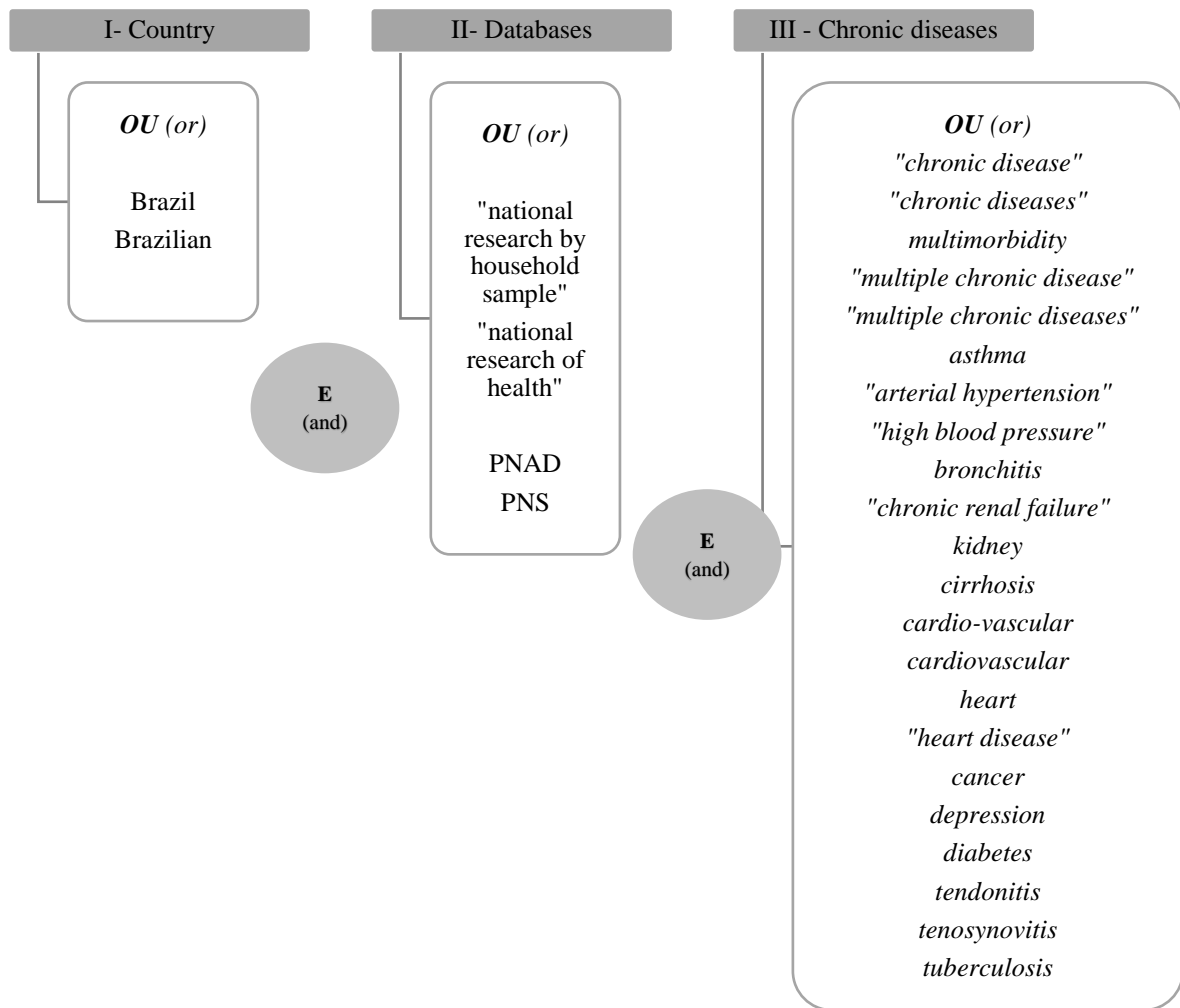 I- Country
OU (or)
Brazil
Brazilian
E
(and)
II- Databases
OU (or)
"national
research by
household
sample"
"national
research of
health"
PNAD
PNS
E
(and)
III - Chronic diseases
OU (or)
"chronic disease"
"chronic diseases"
multimorbidity
"multiple chronic disease"
"multiple chronic diseases"
asthma
"arterial hypertension"
"high blood pressure"
bronchitis
"chronic renal failure"
kidney
cirrhosis
cardio-vascular
cardiovascular
heart
"heart disease"
cancer
depression
diabetes
tendonitis
tenosynovitis
tuberculosis